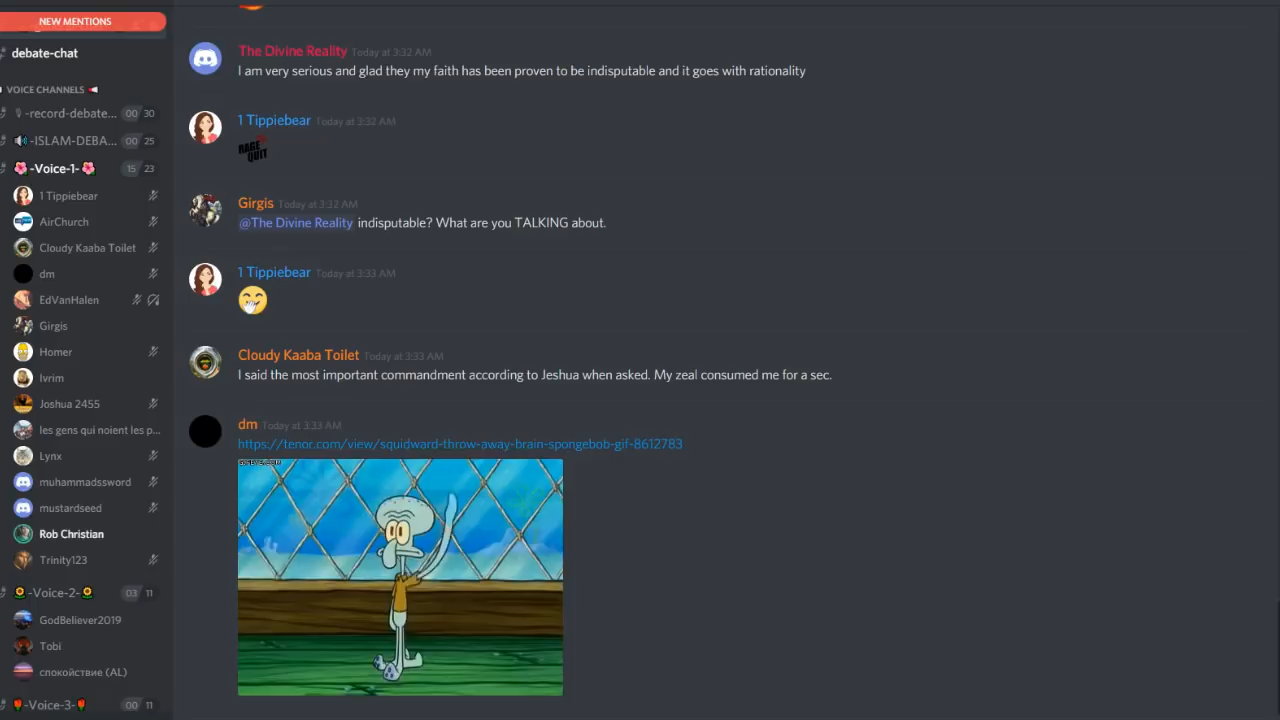 NEW MENTIONS
debate-chat
VOICE CHANNELS
-record-debate... 00 30
-ISLAM-DEBA... 00 25
-Voice-1- 15 23
1 Tippiebear
AirChurch
Cloudy Kaaba Toilet
dm
EdVanHalen
Girgis
Homer
Ivrim
Joshua 2455
les gens qui noient les p...
Lynx
muhammadssword
mustardseed
Rob Christian
Trinity123
-Voice-2- 03 11
GodBeliever2019
Tobi
спокойствие (AL)
-Voice-3- 00 11
The Divine Reality Today at 3:32 AM
I am very serious and glad they my faith has been proven to be indisputable and it goes with rationality
1 Tippiebear Today at 3:32 AM
RAGE
QUIT
Girgis Today at 3:32 AM
@The Divine Reality indisputable? What are you TALKING about.
1 Tippiebear Today at 3:33 AM
Cloudy Kaaba Toilet Today at 3:33 AM
I said the most important commandment according to Jeshua when asked. My zeal consumed me for a sec.
dm Today at 3:33 AM
https://tenor.com/view/squidward-throw-away-brain-spongebob-gif-8612783